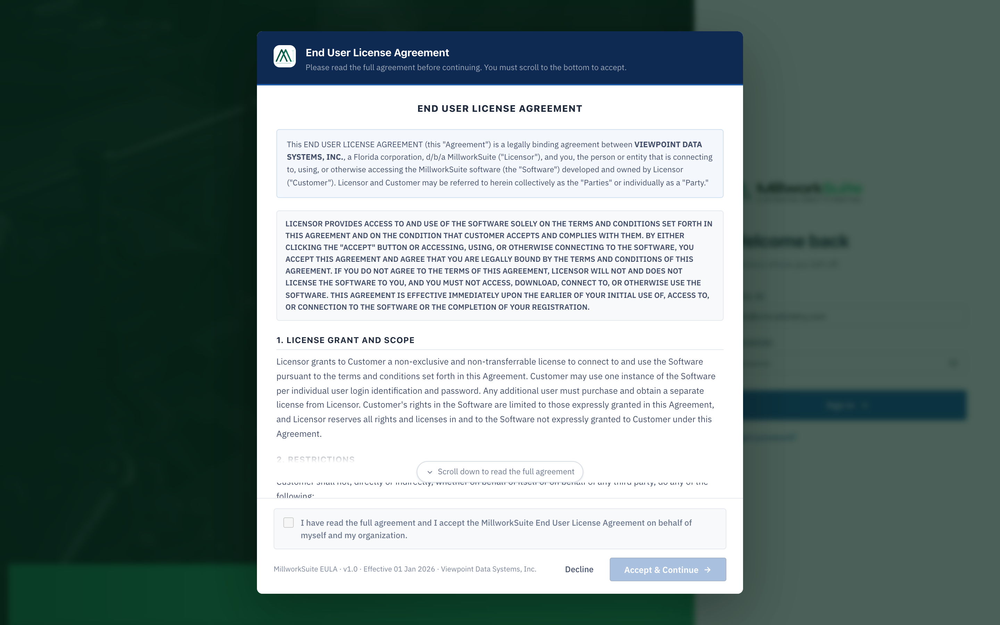 End User License Agreement
Please read the full agreement before continuing. You must scroll to the bottom to accept.
END USER LICENSE AGREEMENT
This END USER LICENSE AGREEMENT (this "Agreement") is a legally binding agreement between VIEWPOINT DATA
SYSTEMS, INC., a Florida corporation, d/b/a MillworkSuite ("Licensor"), and you, the person or entity that is connecting
to, using, or otherwise accessing the MillworkSuite software (the "Software") developed and owned by Licensor
("Customer"). Licensor and Customer may be referred to herein collectively as the "Parties" or individually as a "Party."
LICENSOR PROVIDES ACCESS TO AND USE OF THE SOFTWARE SOLELY ON THE TERMS AND CONDITIONS SET FORTH IN
THIS AGREEMENT AND ON THE CONDITION THAT CUSTOMER ACCEPTS AND COMPLIES WITH THEM. BY EITHER
CLICKING THE "ACCEPT" BUTTON OR ACCESSING, USING, OR OTHERWISE CONNECTING TO THE SOFTWARE, YOU
ACCEPT THIS AGREEMENT AND AGREE THAT YOU ARE LEGALLY BOUND BY THE TERMS AND CONDITIONS OF THIS
AGREEMENT. IF YOU DO NOT AGREE TO THE TERMS OF THIS AGREEMENT, LICENSOR WILL NOT AND DOES NOT
LICENSE THE SOFTWARE TO YOU, AND YOU MUST NOT ACCESS, DOWNLOAD, CONNECT TO, OR OTHERWISE USE THE
SOFTWARE. THIS AGREEMENT IS EFFECTIVE IMMEDIATELY UPON THE EARLIER OF YOUR INITIAL USE OF, ACCESS TO,
OR CONNECTION TO THE SOFTWARE OR THE COMPLETION OF YOUR REGISTRATION.
1. LICENSE GRANT AND SCOPE
Licensor grants to Customer a non-exclusive and non-transferrable license to connect to and use the Software
pursuant to the terms and conditions set forth in this Agreement. Customer may use one instance of the Software
per individual user login identification and password. Any additional user must purchase and obtain a separate
license from Licensor. Customer's rights in the Software are limited to those expressly granted in this Agreement,
and Licensor reserves all rights and licenses in and to the Software not expressly granted to Customer under this
Agreement.
2. RESTRICTIONS
Scroll down to read the full agreement
Customer shall not, directly or indirectly, whether on behalf of itself or on behalf of any third party, do any of the
following:
I have read the full agreement and I accept the MillworkSuite End User License Agreement on behalf of
myself and my organization.
MillworkSuite EULA · v1.0 · Effective 01 Jan 2026 · Viewpoint Data Systems, Inc.
Decline
Accept & Continue →
MillworkSuite
Welcome back
Sign in